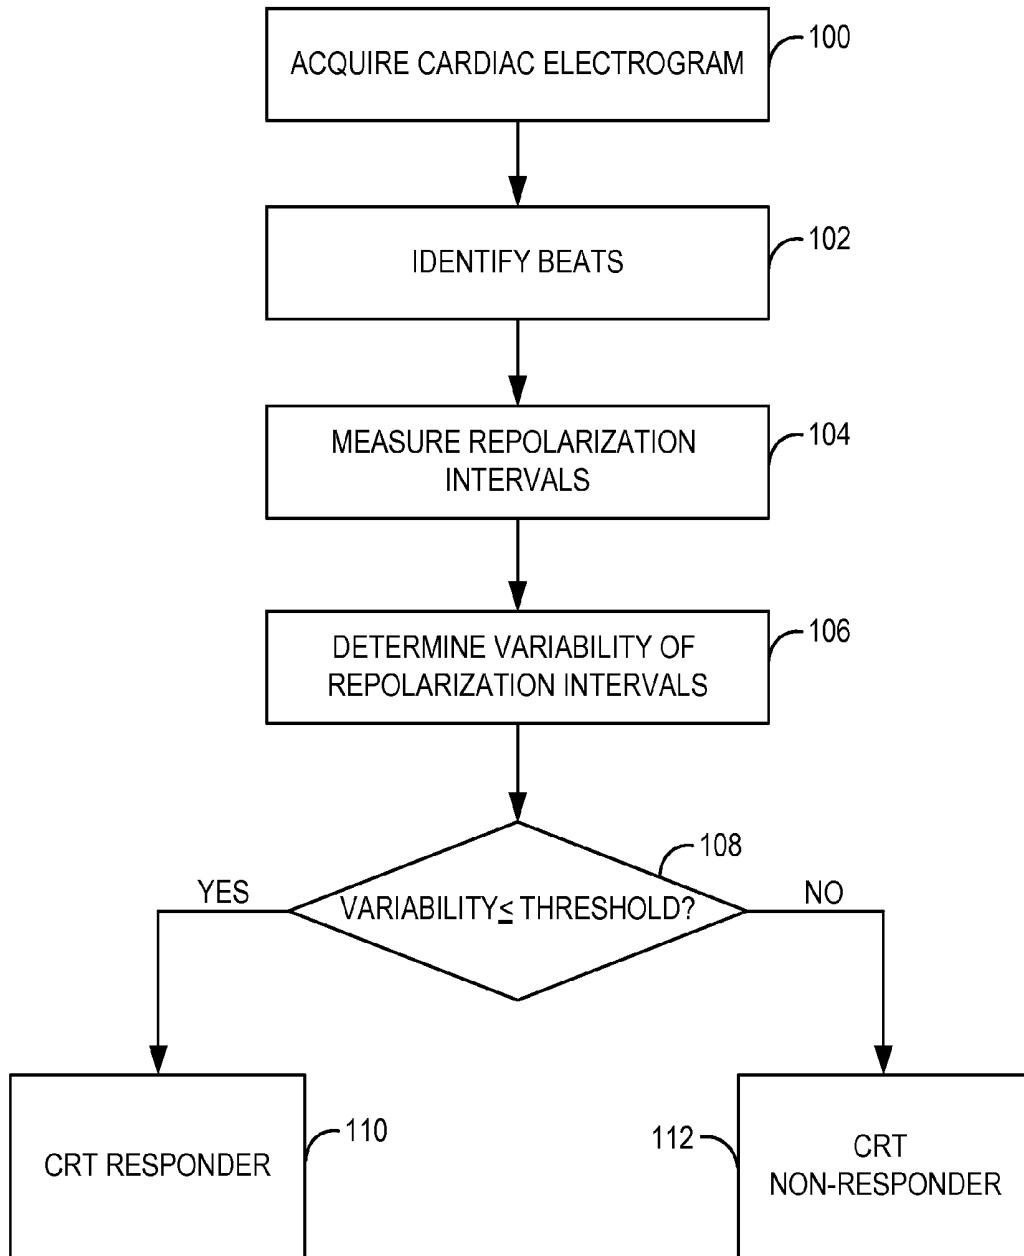 ACQUIRE CARDIAC ELECTROGRAM
100
IDENTIFY BEATS
102
MEASURE REPOLARIZATION
INTERVALS
104
DETERMINE VARIABILITY OF
REPOLARIZATION INTERVALS
106
108
YES
VARIABILITY≤ THRESHOLD?
NO
CRT RESPONDER
110
112
CRT
NON-RESPONDER